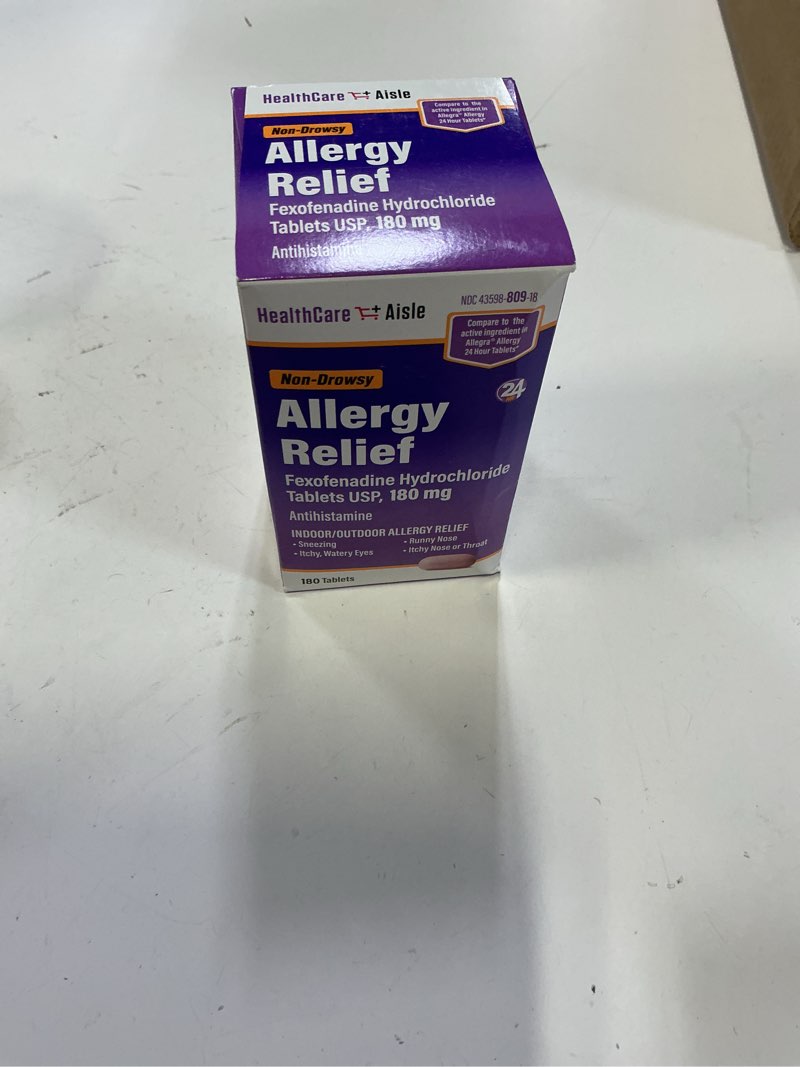 HealthCare Aisle
Compare to the
active ingredient in
Allegra® Allergy
24 Hour Tablets*
Non-Drowsy
Allergy
Relief
Fexofenadine Hydrochloride
Tablets USP, 180 mg
Antihistamine
HealthCare Aisle
NDC 43598-809-18
Compare to the
active ingredient in
Allegra® Allergy
24 Hour Tablets*
Non-Drowsy
24
Allergy
Relief
Fexofenadine Hydrochloride
Tablets USP, 180 mg
Antihistamine
INDOOR/OUTDOOR ALLERGY RELIEF
• Sneezing
• Itchy, Watery Eyes
• Runny Nose
• Itchy Nose or Throat
180 Tablets